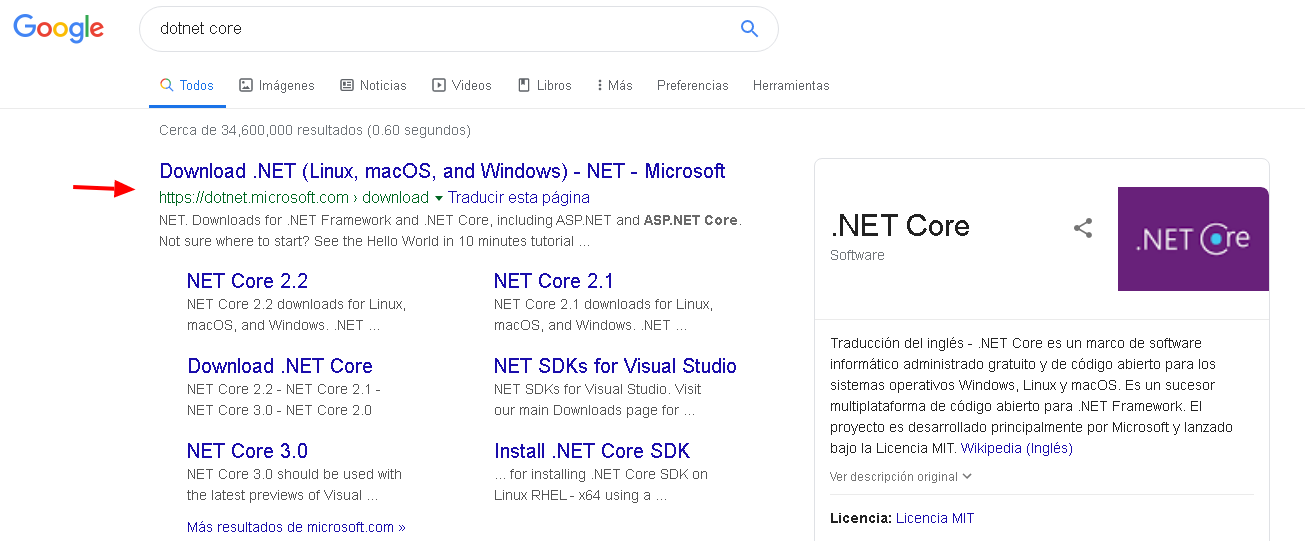 Google
dotnet core
Todos Imágenes Noticias Videos Libros Más Preferencias Herramientas
Cerca de 34,600,000 resultados (0.60 segundos)
Download .NET (Linux, macOS, and Windows) - NET - Microsoft
https://dotnet.microsoft.com › download Traducir esta página
NET. Downloads for .NET Framework and .NET Core, including ASP.NET and ASP.NET Core.
Not sure where to start? See the Hello World in 10 minutes tutorial ...
NET Core 2.2
NET Core 2.2 downloads for Linux,
macOS, and Windows. .NET ...
NET Core 2.1
NET Core 2.1 downloads for Linux,
macOS, and Windows. .NET ...
Download .NET Core
NET Core 2.2 - NET Core 2.1 -
NET Core 3.0 - NET Core 2.0
NET SDKs for Visual Studio
NET SDKs for Visual Studio. Visit
our main Downloads page for ...
NET Core 3.0
NET Core 3.0 should be used with
the latest previews of Visual ...
Install .NET Core SDK
... for installing .NET Core SDK on
Linux RHEL - x64 using a ...
Más resultados de microsoft.com »
.NET Core
Software
.NET Core
Traducción del inglés - .NET Core es un marco de software
informático administrado gratuito y de código abierto para los
sistemas operativos Windows, Linux y macOS. Es un sucesor
multiplataforma de código abierto para .NET Framework. El
proyecto es desarrollado principalmente por Microsoft y lanzado
bajo la Licencia MIT. Wikipedia (Inglés)
Ver descripción original
Licencia: Licencia MIT